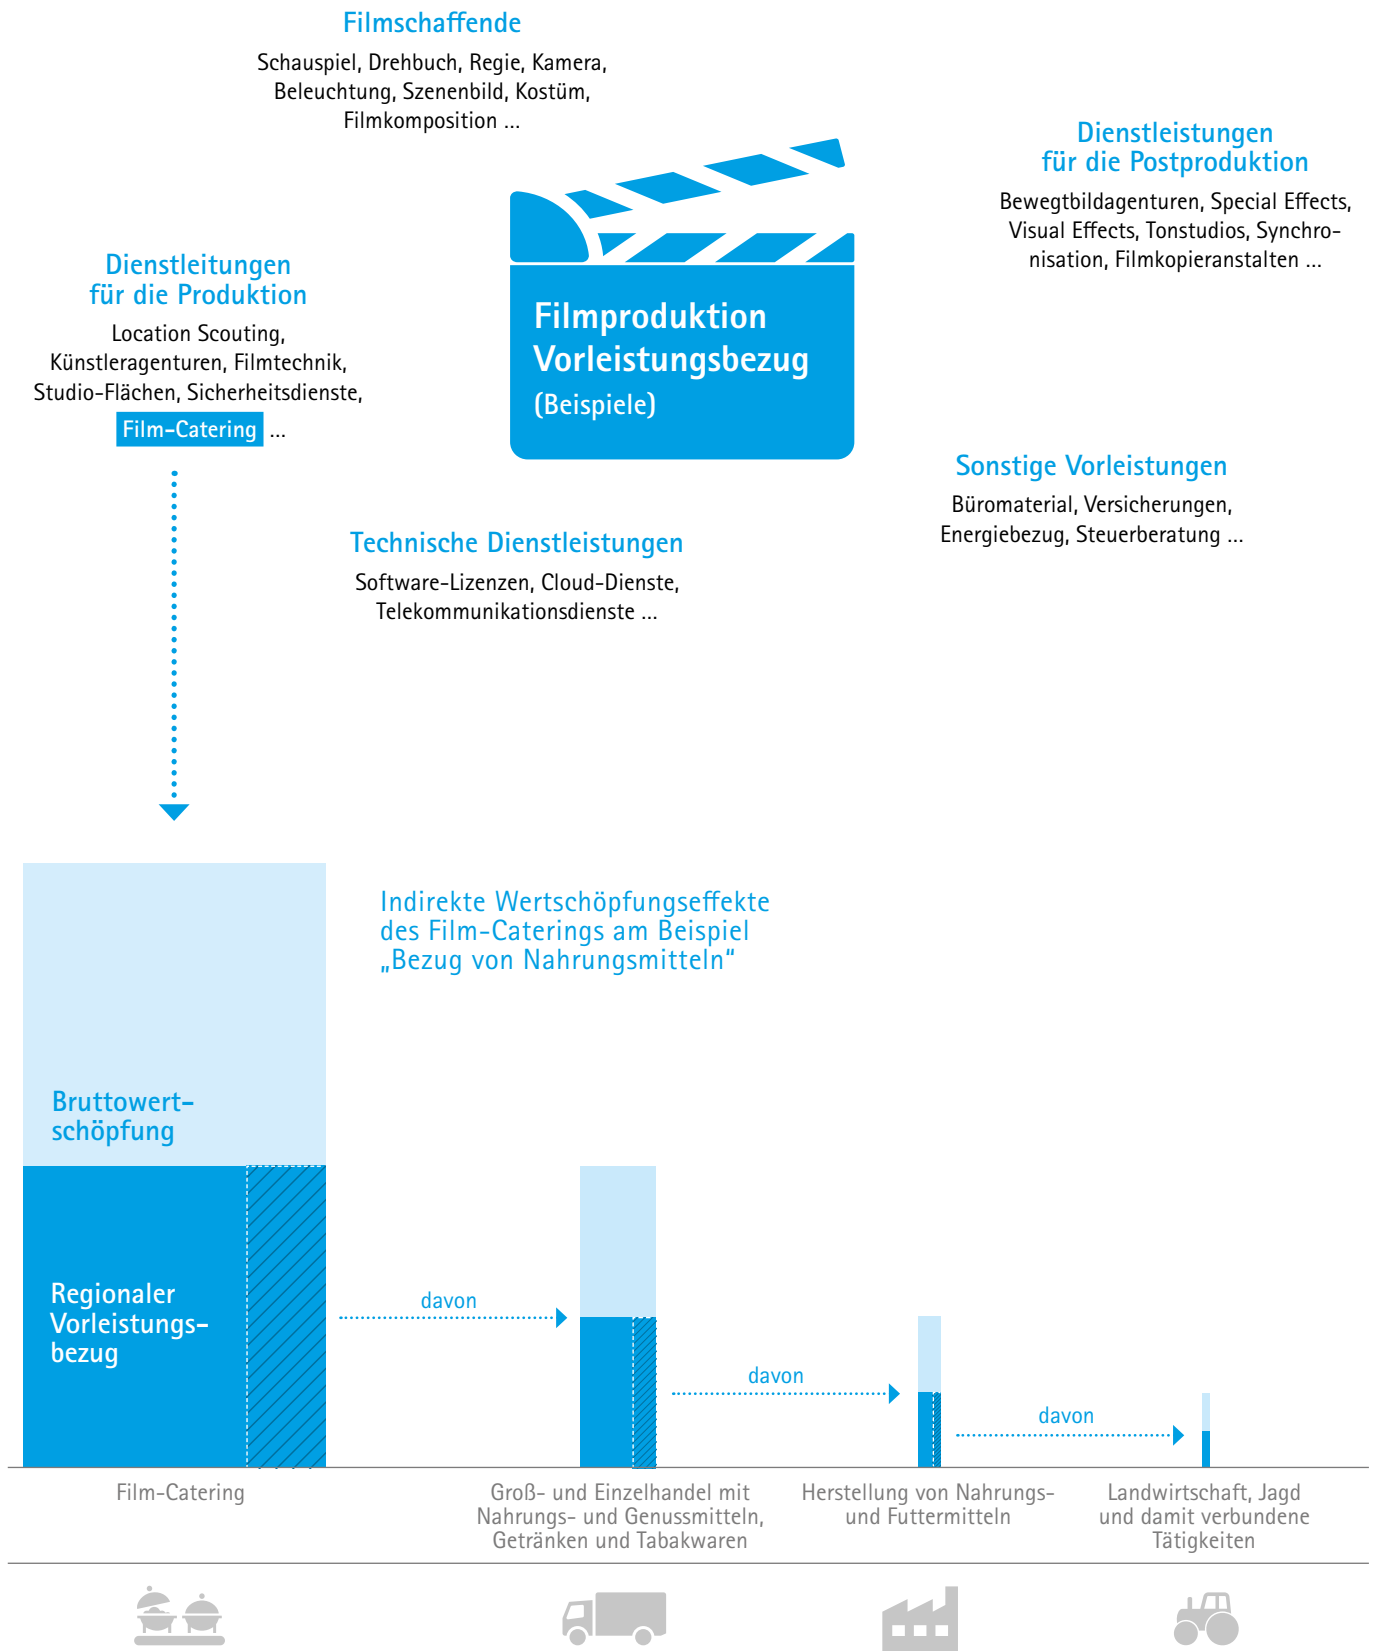 Filmschaffende
Schauspiel, Drehbuch, Regie, Kamera,
Beleuchtung, Szenenbild, Kostüm,
Filmkomposition ...
Dienstleistungen
für die Postproduktion
Bewegtbildagenturen, Special Effects,
Visual Effects, Tonstudios, Synchro-
nisation, Filmkopieranstalten ...
Dienstleitungen
für die Produktion
Location Scouting,
Künstleragenturen, Filmtechnik,
Studio-Flächen, Sicherheitsdienste,
Film-Catering ...
Filmproduktion
Vorleistungsbezug
(Beispiele)
Sonstige Vorleistungen
Büromaterial, Versicherungen,
Energiebezug, Steuerberatung ...
Technische Dienstleistungen
Software-Lizenzen, Cloud-Dienste,
Telekommunikationsdienste ...
Indirekte Wertschöpfungseffekte
des Film-Caterings am Beispiel
„Bezug von Nahrungsmitteln“
Bruttowert-
schöpfung
Regionaler
Vorleistungs-
bezug
davon
davon
davon
Film-Catering
Groß- und Einzelhandel mit
Nahrungs- und Genussmitteln,
Getränken und Tabakwaren
Herstellung von Nahrungs-
und Futtermitteln
Landwirtschaft, Jagd
und damit verbundene
Tätigkeiten